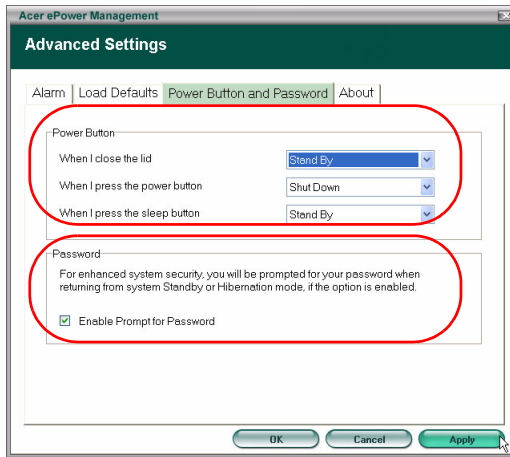 Acer ePower Management
Advanced Settings
Alarm Load Defaults Power Button and Password About
Power Button
When I close the lid Stand By
When I press the power button Shut Down
When I press the sleep button Stand By
Password
For enhanced system security, you will be prompted for your password when
returning from system Standby or Hibernation mode, if the option is enabled.
Enable Prompt for Password
OK Cancel Apply